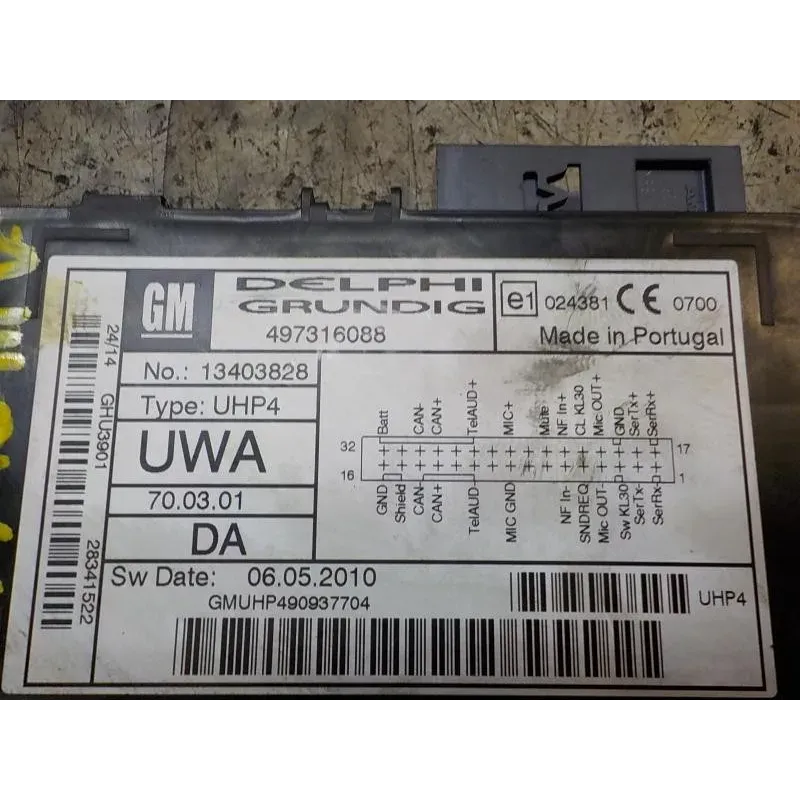 GM
DELPHI
GRUNDIG
497316088
e1 024381 CE 0700
Made in Portugal
No.: 13403828
Type: UHP4
UWA
70.03.01
DA
Batt CAN- CAN+ TelAUD+ MIC+ Mute NF In+ CL KL30 Mic OUT+ GND SerTx+ SerRx+
32 17
16 1
GND Shield CAN- CAN+ TelAUD- MIC GND NF In- SNDREQ Mic OUT- Sw KL30 SerTx- SerRx-
Sw Date: 06.05.2010
GMUHP490937704
UHP4
24/14 GHU3901 28341522